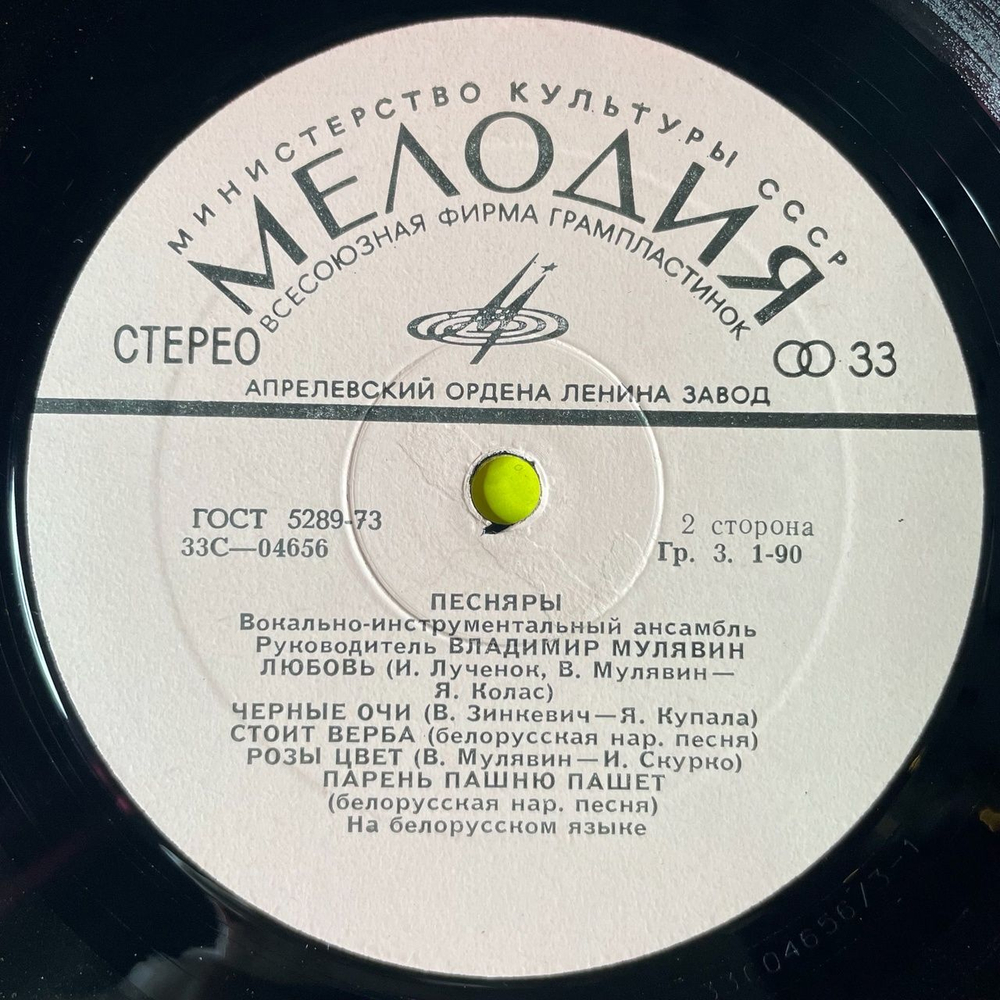 МИНИСТЕРСТВО КУЛЬТУРЫ СССР
МЕЛОДИЯ
ВСЕСОЮЗНАЯ ФИРМА ГРАМПЛАСТИНОК
СТЕРЕО
33
АПРЕЛЕВСКИЙ ОРДЕНА ЛЕНИНА ЗАВОД
ГОСТ 5289-73
2 сторона
33С—04656
Гр. 3. 1-90
ПЕСНЯРЫ
Вокально-инструментальный ансамбль
Руководитель ВЛАДИМИР МУЛЯВИН
ЛЮБОВЬ (И. Лученок, В. Мулявин—
Я. Колас)
ЧЕРНЫЕ ОЧИ (В. Зинкевич—Я. Купала)
СТОИТ ВЕРБА (белорусская нар. песня)
РОЗЫ ЦВЕТ (В. Мулявин—И. Скурко)
ПАРЕНЬ ПАШНЮ ПАШЕТ
(белорусская нар. песня)
На белорусском языке
33С04656/3-1